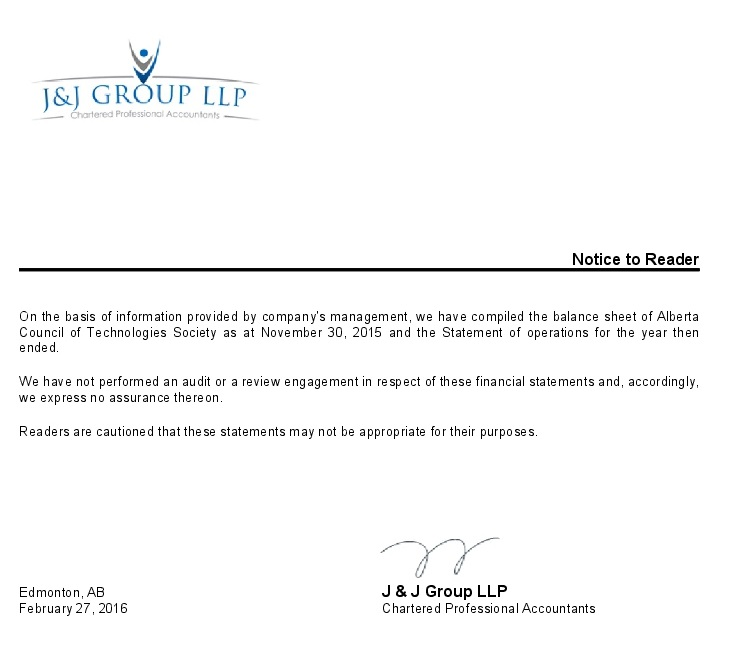 J&J GROUP LLP
Chartered Professional Accountants
Notice to Reader
On the basis of information provided by company's management, we have compiled the balance sheet of Alberta
Council of Technologies Society as at November 30, 2015 and the Statement of operations for the year then
ended.
We have not performed an audit or a review engagement in respect of these financial statements and, accordingly,
we express no assurance thereon.
Readers are cautioned that these statements may not be appropriate for their purposes.
Edmonton, AB
February 27, 2016
J & J Group LLP
Chartered Professional Accountants